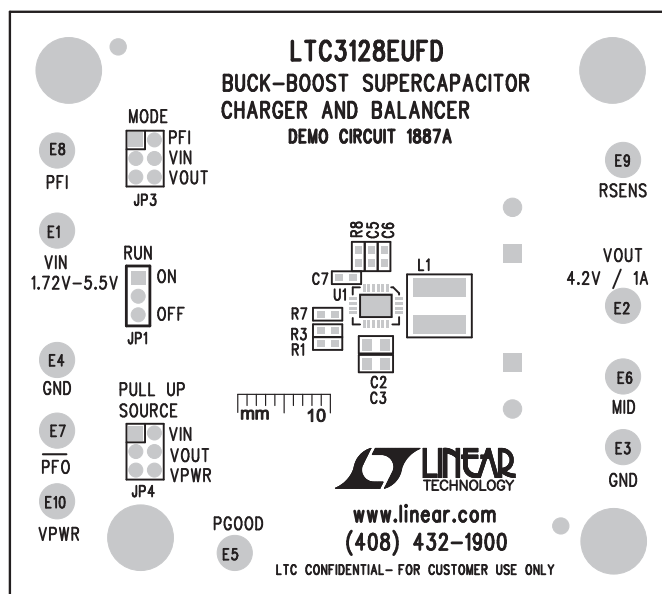 LTC3128EUFD
BUCK-BOOST SUPERCAPACITOR
CHARGER AND BALANCER
DEMO CIRCUIT 1887A
MODE
PFI
VIN
VOUT
JP3
E8
PFI
E9
RSENS
E1
VIN
1.72V-5.5V
RUN
ON
OFF
JP1
R8
C5
C6
C7
U1
L1
R7
R3
R1
C2
C3
VOUT
4.2V / 1A
E2
E4
GND
E7
PFO
E10
VPWR
PULL UP
SOURCE
VIN
VOUT
VPWR
JP4
mm 10
E6
MID
E3
GND
LINEAR
TECHNOLOGY
www.linear.com
(408) 432-1900
PGOOD
E5
LTC CONFIDENTIAL- FOR CUSTOMER USE ONLY